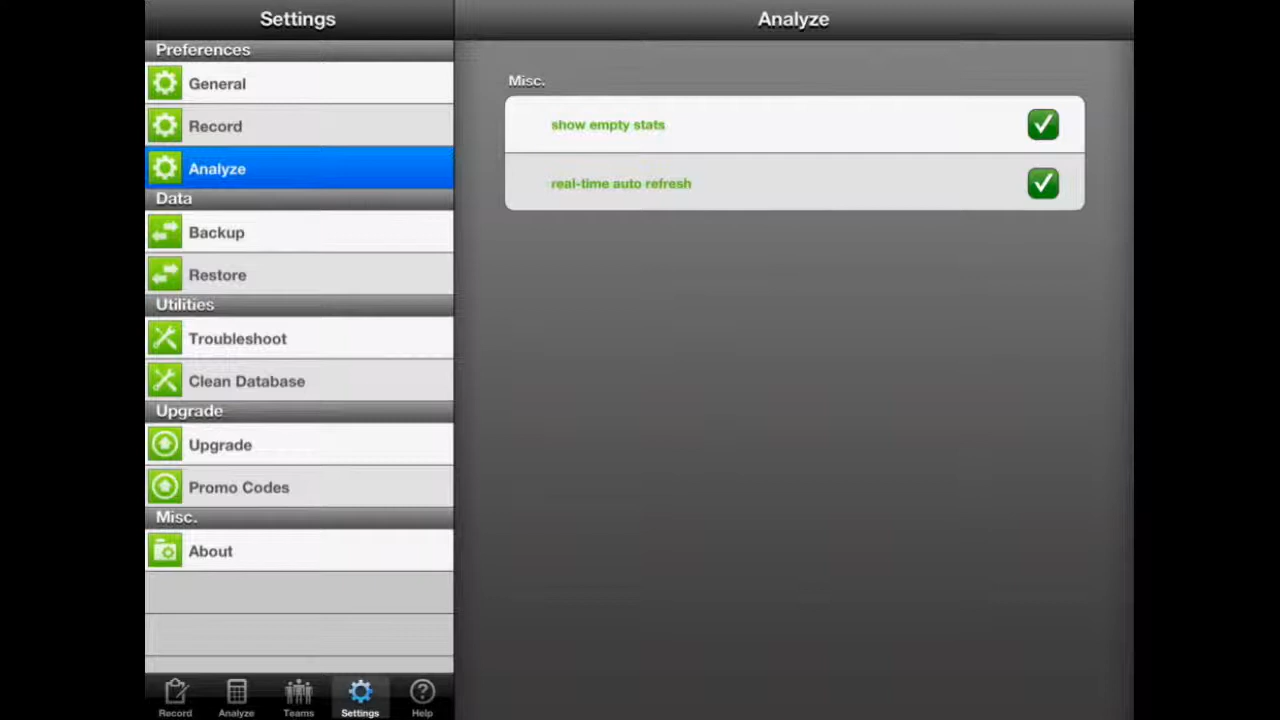 Settings
Preferences
General
Record
Analyze
Data
Backup
Restore
Utilities
Troubleshoot
Clean Database
Upgrade
Upgrade
Promo Codes
Misc.
About
Record
Analyze
Teams
Settings
Help
Analyze
Misc.
show empty stats
real-time auto refresh